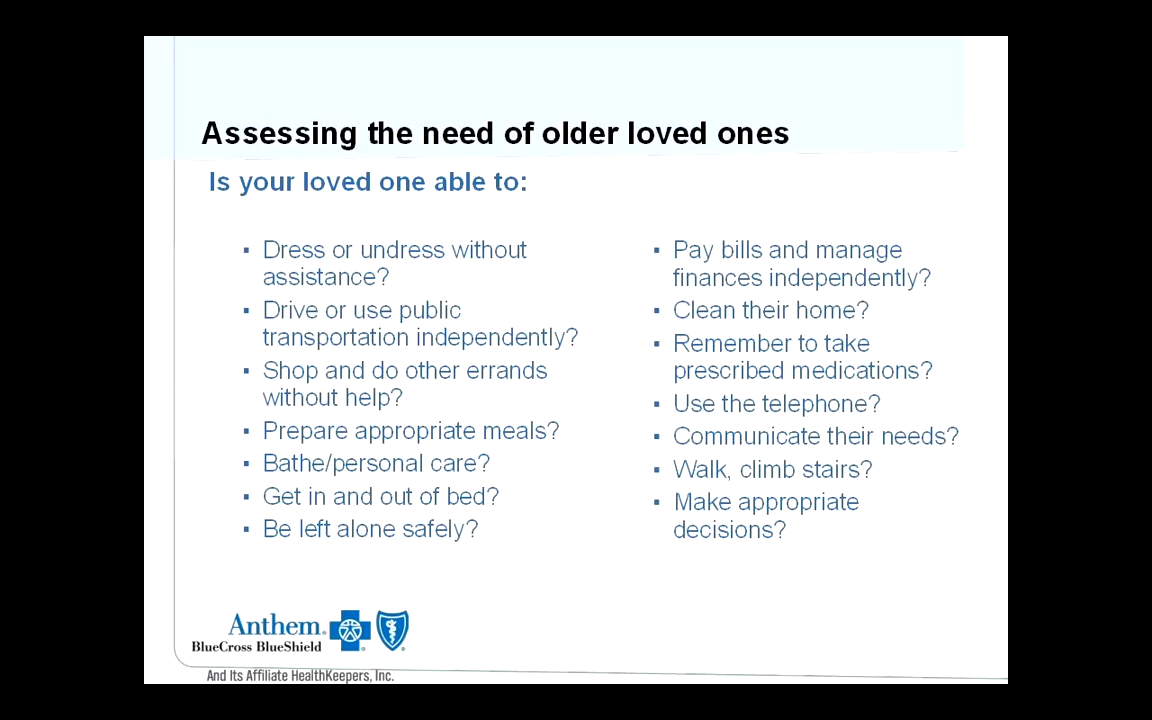 Assessing the need of older loved ones
Is your loved one able to:
▪ Dress or undress without
assistance?
▪ Drive or use public
transportation independently?
▪ Shop and do other errands
without help?
▪ Prepare appropriate meals?
▪ Bathe/personal care?
▪ Get in and out of bed?
▪ Be left alone safely?
▪ Pay bills and manage
finances independently?
▪ Clean their home?
▪ Remember to take
prescribed medications?
▪ Use the telephone?
▪ Communicate their needs?
▪ Walk, climb stairs?
▪ Make appropriate
decisions?
Anthem®
BlueCross BlueShield
And Its Affiliate HealthKeepers, Inc.